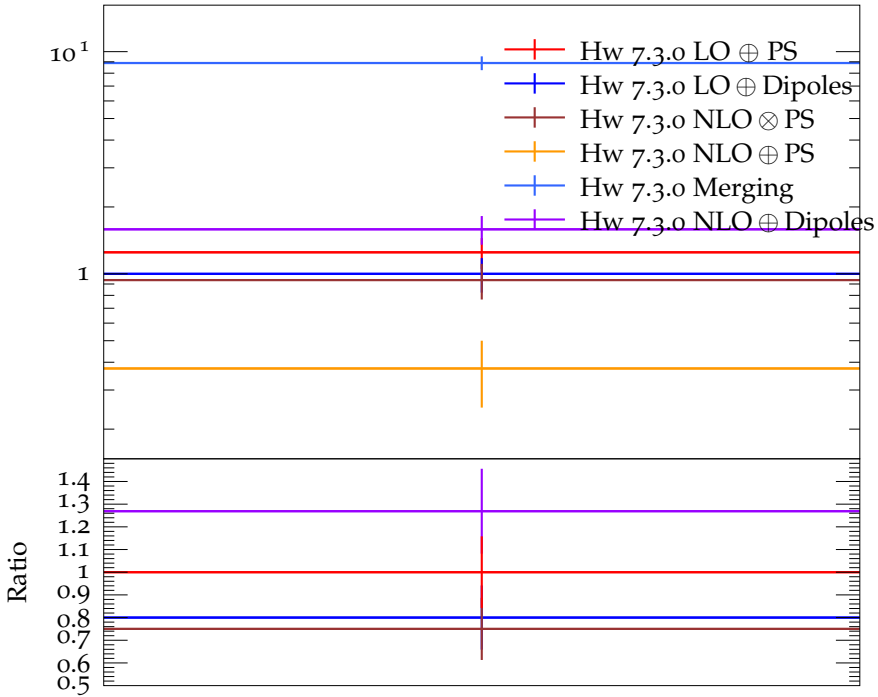 10¹
Hw 7.3.0 LO ⊕ PS
Hw 7.3.0 LO ⊕ Dipoles
Hw 7.3.0 NLO ⊗ PS
Hw 7.3.0 NLO ⊕ PS
Hw 7.3.0 Merging
Hw 7.3.0 NLO ⊕ Dipoles
1
1.4
1.3
1.2
1.1
1
0.9
0.8
0.7
0.6
0.5
Ratio